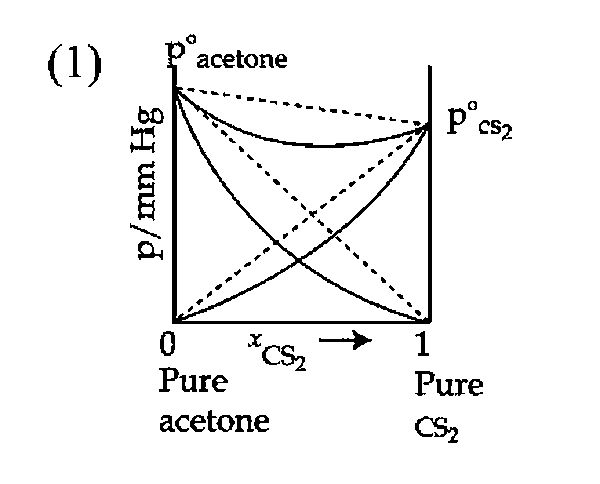 (1)
p°acetone
p°cs₂
p/mm Hg
0 xCS₂ → 1
Pure acetone
Pure CS₂